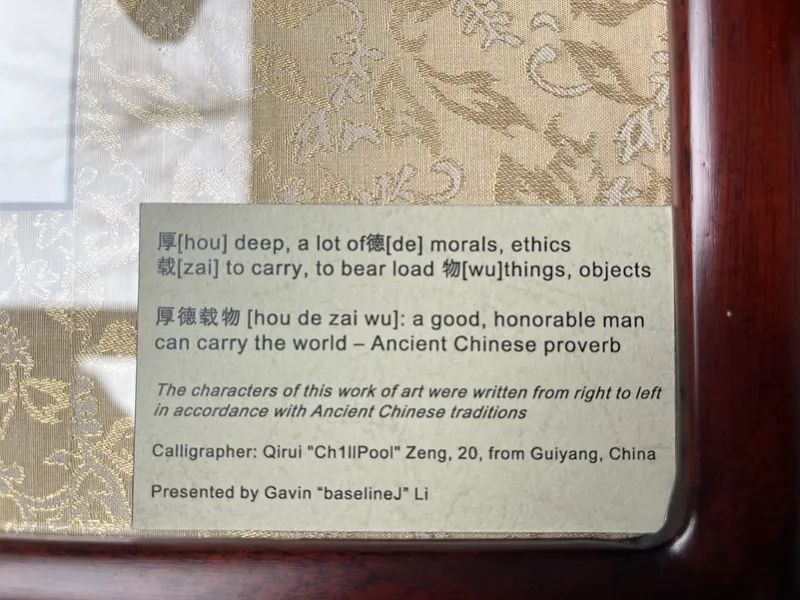 厚[hou] deep, a lot of德[de] morals, ethics
载[zai] to carry, to bear load 物[wu]things, objects
厚德载物 [hou de zai wu]: a good, honorable man
can carry the world – Ancient Chinese proverb
The characters of this work of art were written from right to left
in accordance with Ancient Chinese traditions
Calligrapher: Qirui "Ch1llPool" Zeng, 20, from Guiyang, China
Presented by Gavin “baselineJ” Li